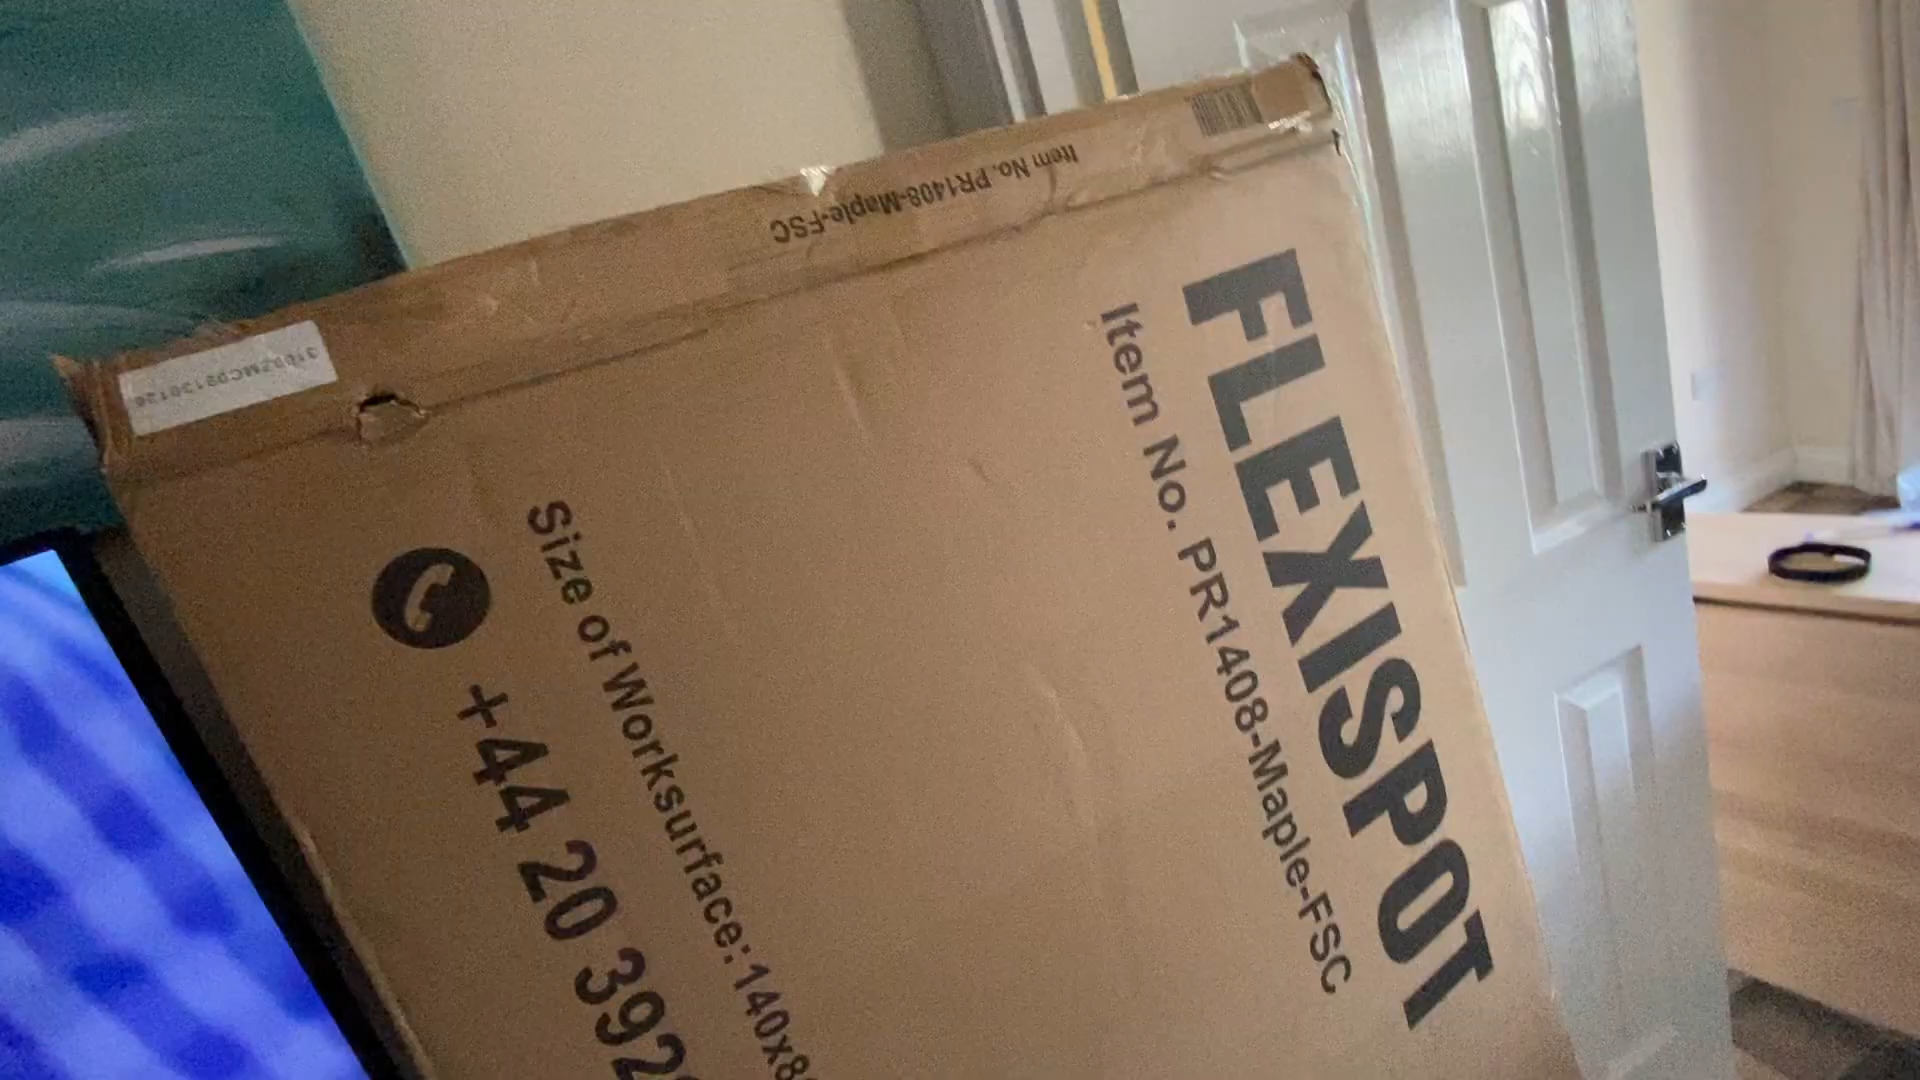 FLEXISPOT
Item No. PR1408-Maple-FSC
Size of Worksurface: 140x8
+44 20 392
Item No. PR1408-Maple-FSC